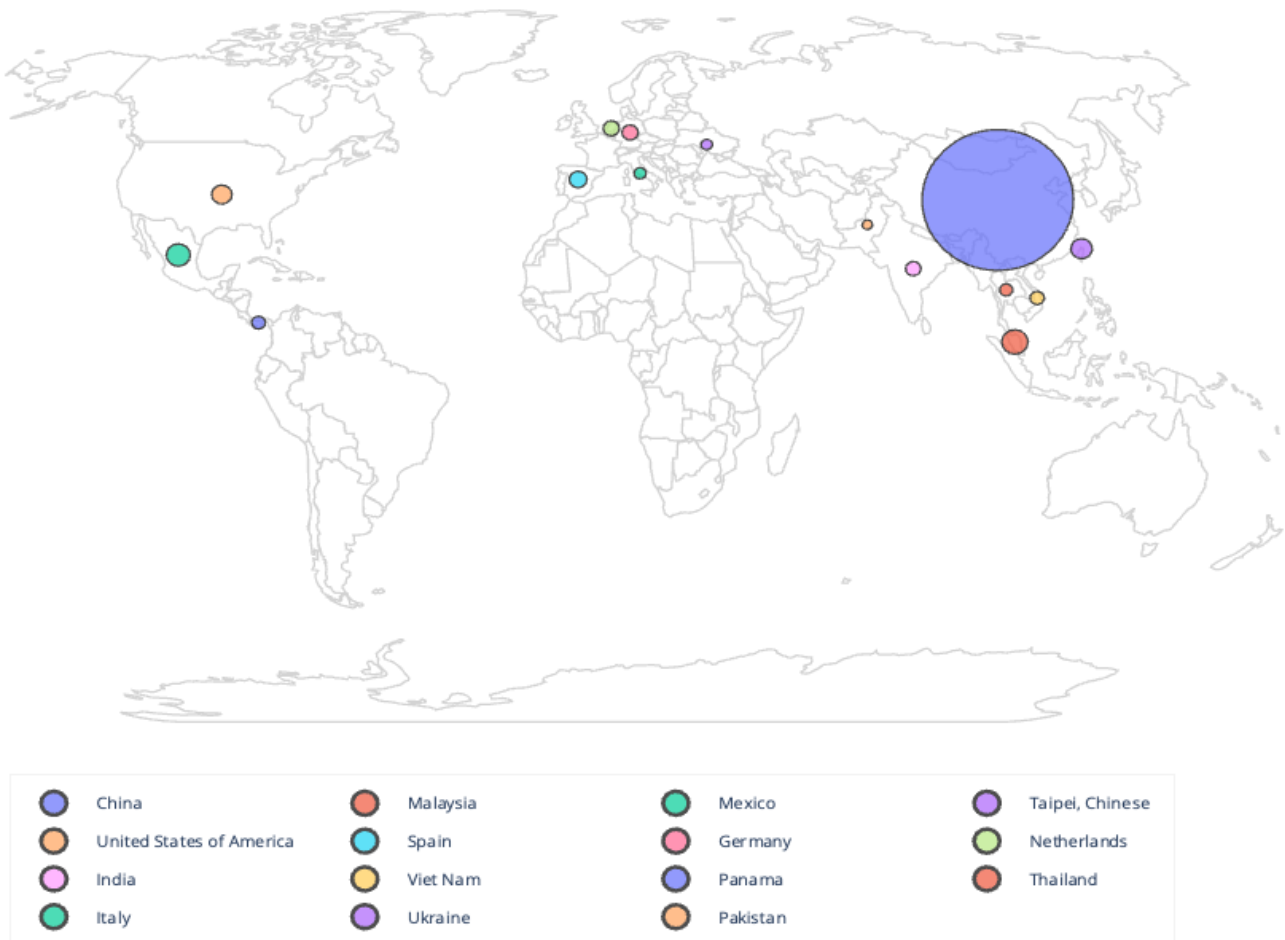 China Malaysia Mexico Taipei, Chinese
United States of America Spain Germany Netherlands
India Viet Nam Panama Thailand
Italy Ukraine Pakistan